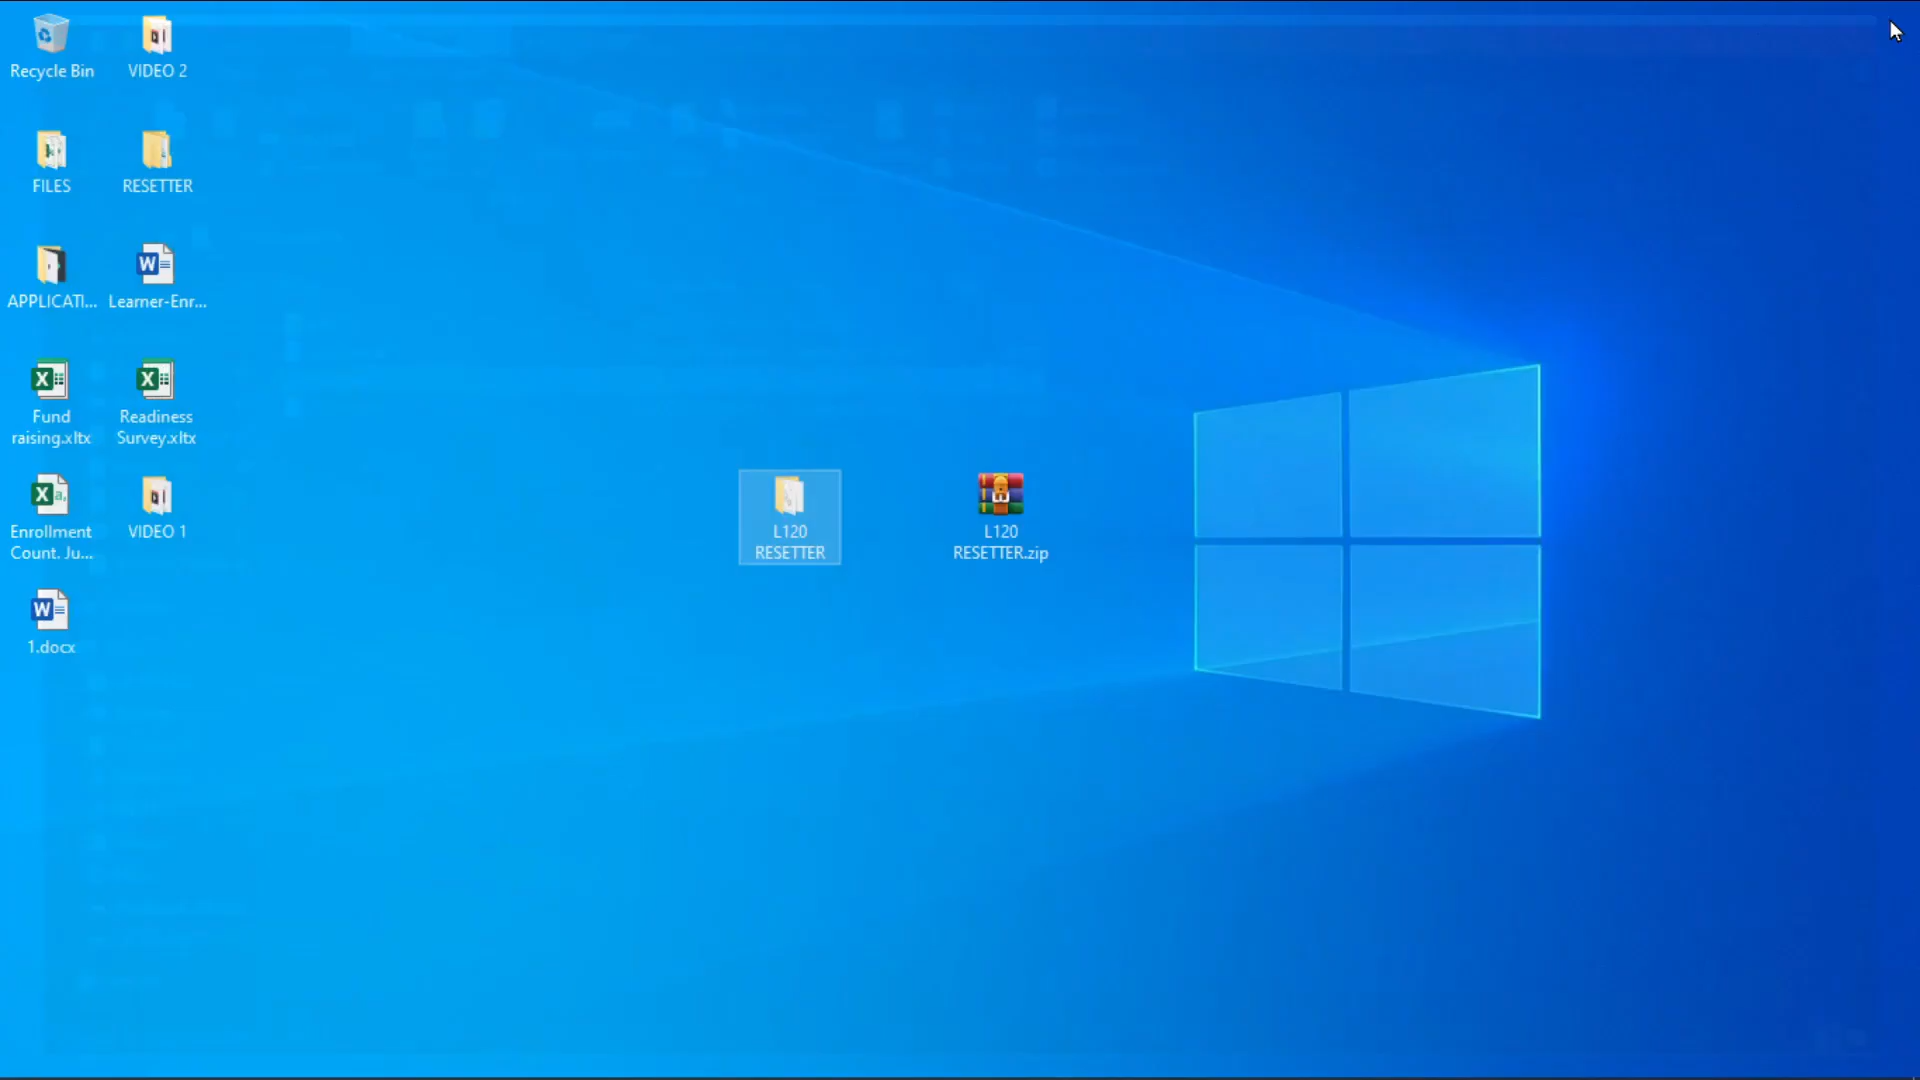 Recycle Bin
VIDEO 2
FILES
RESETTER
APPLICATI...
Learner-Enr...
Fund
raising.xltx
Readiness
Survey.xltx
Enrollment
Count. Ju...
VIDEO 1
L120
RESETTER
L120
RESETTER.zip
1.docx